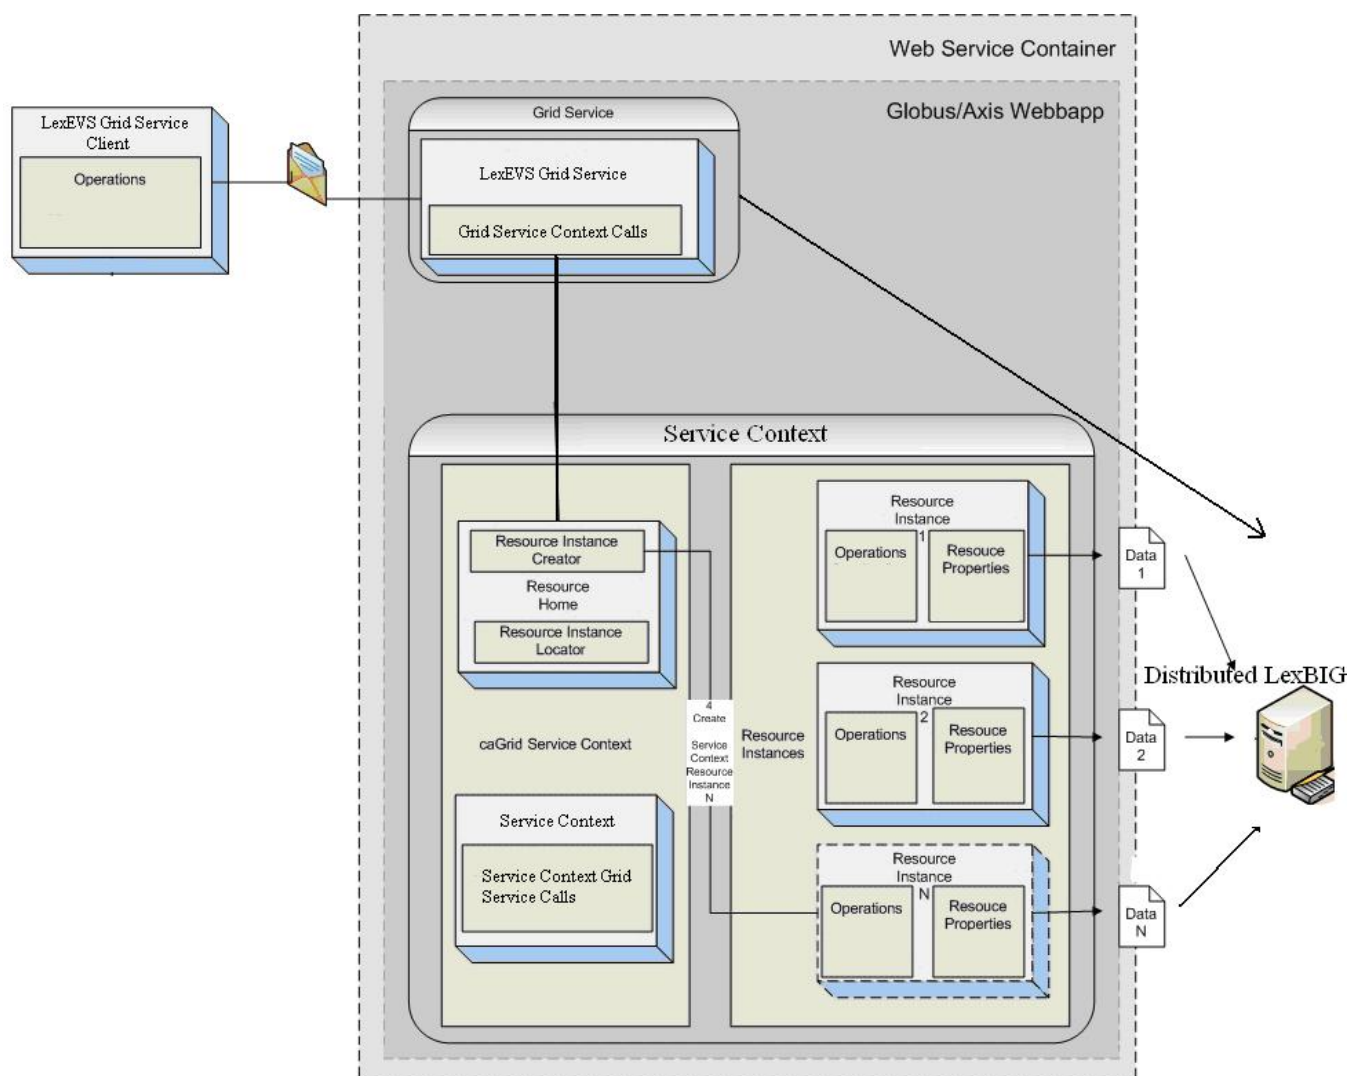 Web Service Container
Globus/Axis Webbapp
LexEVS Grid Service
Client
Operations
Grid Service
LexEVS Grid Service
Grid Service Context Calls
Service Context
Resource Instance
Creator
Resource
Home
Resource Instance
Locator
caGrid Service Context
Service Context
Service Context Grid
Service Calls
4
Create
Service
Context
Resource
Instance
N
Resource
Instances
Resource
Instance
1
Operations
Resouce
Properties
Resource
Instance
2
Operations
Resouce
Properties
Resource
Instance
N
Operations
Resouce
Properties
Data
1
Data
2
Data
N
Distributed LexBIG